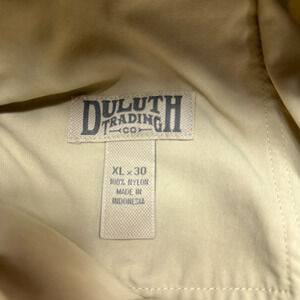 DULUTH
TRADING
CO
XL x 30
100% NYLON
MADE IN
INDONESIA